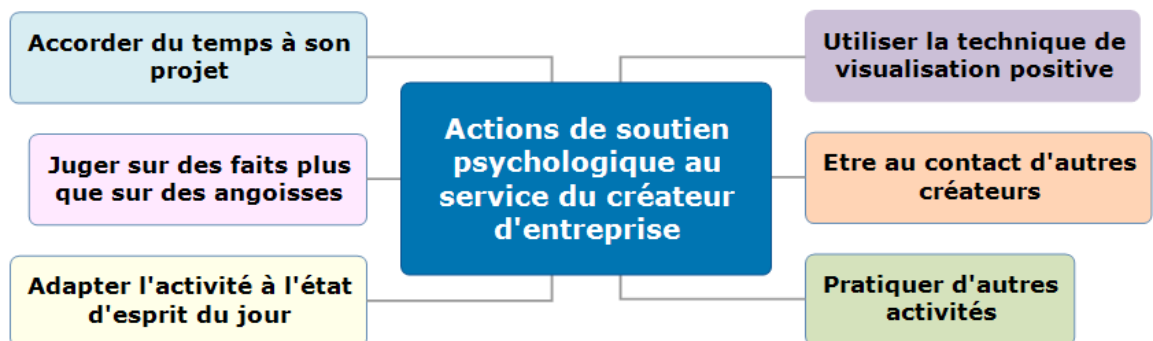 Accorder du temps à son
projet
Juger sur des faits plus
que sur des angoisses
Adapter l'activité à l'état
d'esprit du jour
Actions de soutien
psychologique au
service du créateur
d'entreprise
Utiliser la technique de
visualisation positive
Etre au contact d'autres
créateurs
Pratiquer d'autres
activités